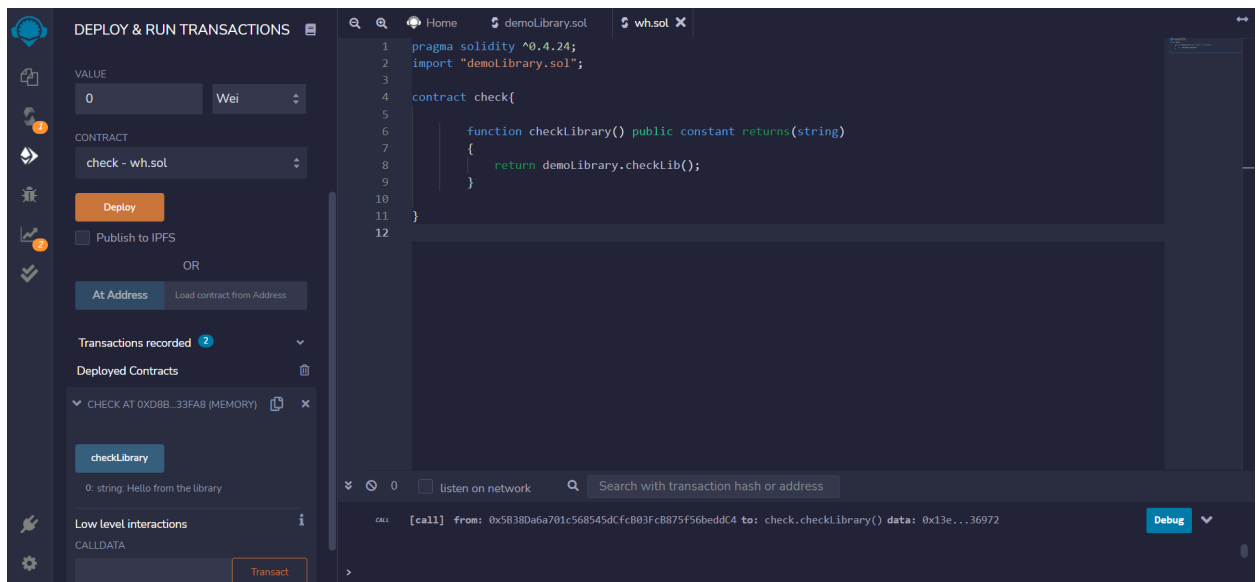 DEPLOY & RUN TRANSACTIONS
VALUE
0 Wei
CONTRACT
check - wh.sol
Deploy
Publish to IPFS
OR
At Address Load contract from Address
Transactions recorded 2
Deployed Contracts
CHECK AT 0XD8B...33FA8 (MEMORY)
checkLibrary
0: string: Hello from the library
Low level interactions i
CALLDATA
Transact
1
2
Home demoLibrary.sol wh.sol
1 pragma solidity ^0.4.24;
2 import "demoLibrary.sol";
3
4 contract check{
5
6 function checkLibrary() public constant returns(string)
7 {
8 return demoLibrary.checkLib();
9 }
10
11 }
12
0 listen on network Search with transaction hash or address
CALL [call] from: 0x5B38Da6a701c568545dCfcB03FcB875f56beddC4 to: check.checkLibrary() data: 0x13e...36972 Debug
>